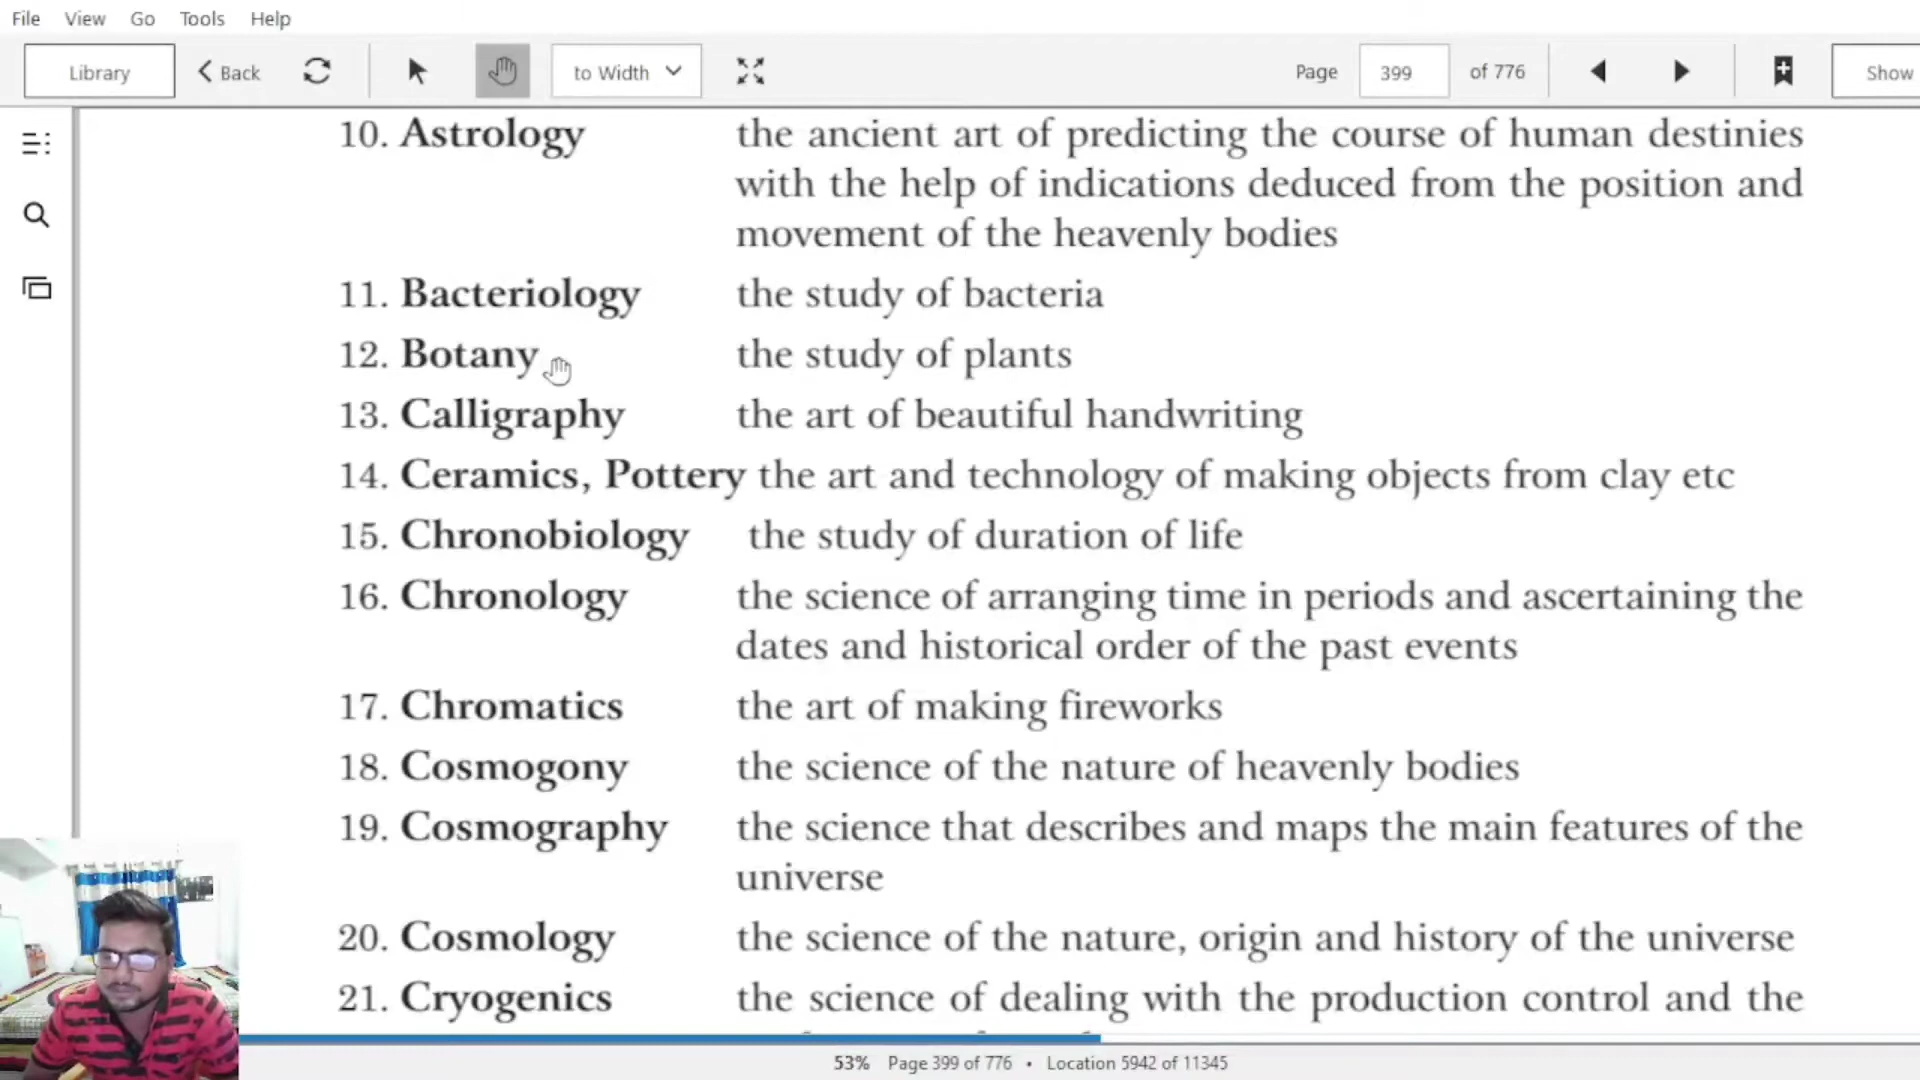 File View Go Tools Help
Library Back to Width Page 399 of 776 Show
10. Astrology the ancient art of predicting the course of human destinies
with the help of indications deduced from the position and
movement of the heavenly bodies
11. Bacteriology the study of bacteria
12. Botany the study of plants
13. Calligraphy the art of beautiful handwriting
14. Ceramics, Pottery the art and technology of making objects from clay etc
15. Chronobiology the study of duration of life
16. Chronology the science of arranging time in periods and ascertaining the
dates and historical order of the past events
17. Chromatics the art of making fireworks
18. Cosmogony the science of the nature of heavenly bodies
19. Cosmography the science that describes and maps the main features of the
universe
20. Cosmology the science of the nature, origin and history of the universe
21. Cryogenics the science of dealing with the production control and the
53% Page 399 of 776 • Location 5942 of 11345